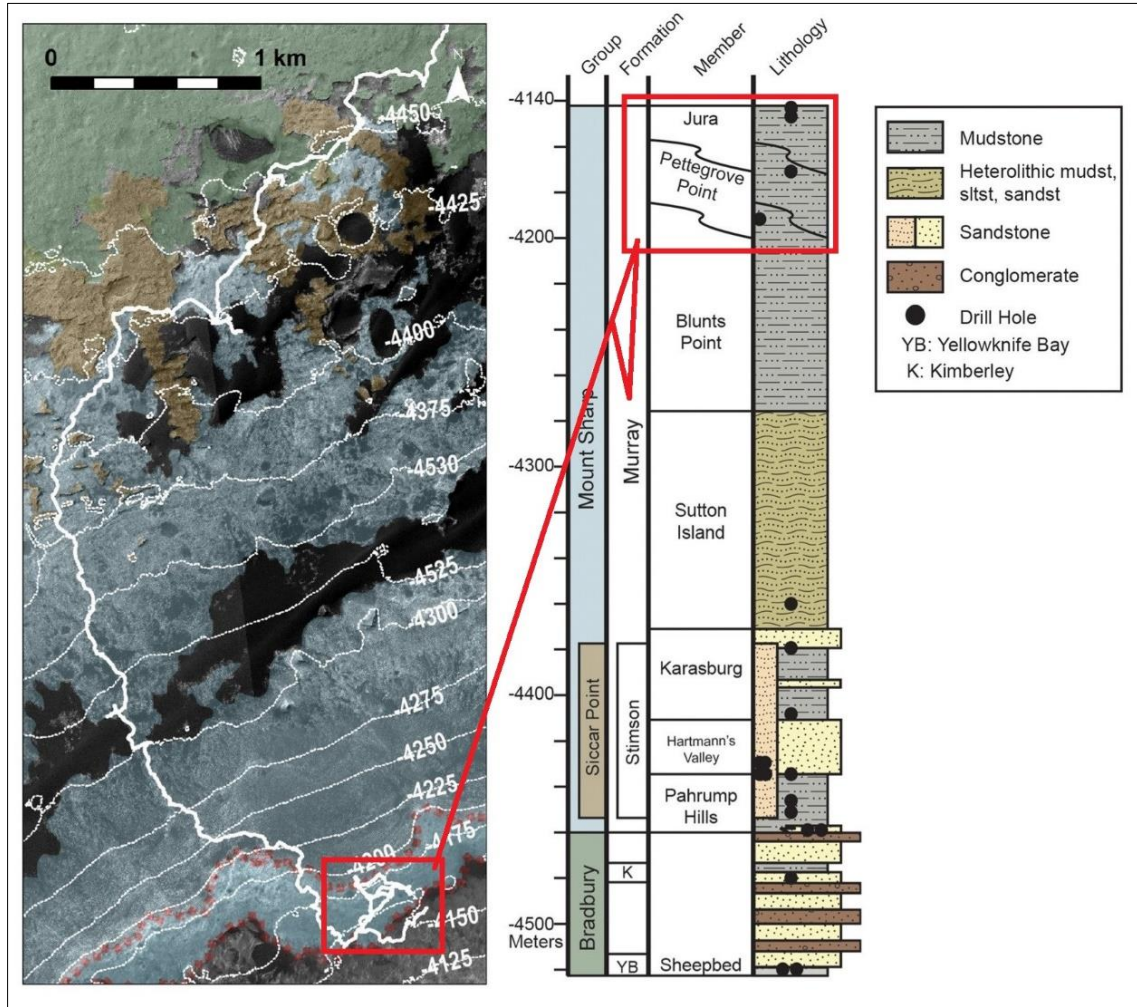 0 1 km
N
-4450
-4425
-4400
-4375
-4530
-4525
-4300
-4275
-4250
-4225
-4175
-4200
-4150
-4125
Group
Formation
Member
Lithology
-4140
-4200
-4300
-4400
-4500
Meters
Mount Sharp
Siccar Point
Bradbury
Murray
Stimson
K
YB
Jura
Pettegrove
Point
Blunts
Point
Sutton
Island
Karasburg
Hartmann's
Valley
Pahrump
Hills
Sheepbed
Mudstone
Heterolithic mudst,
sltst, sandst
Sandstone
Conglomerate
Drill Hole
YB: Yellowknife Bay
K: Kimberley